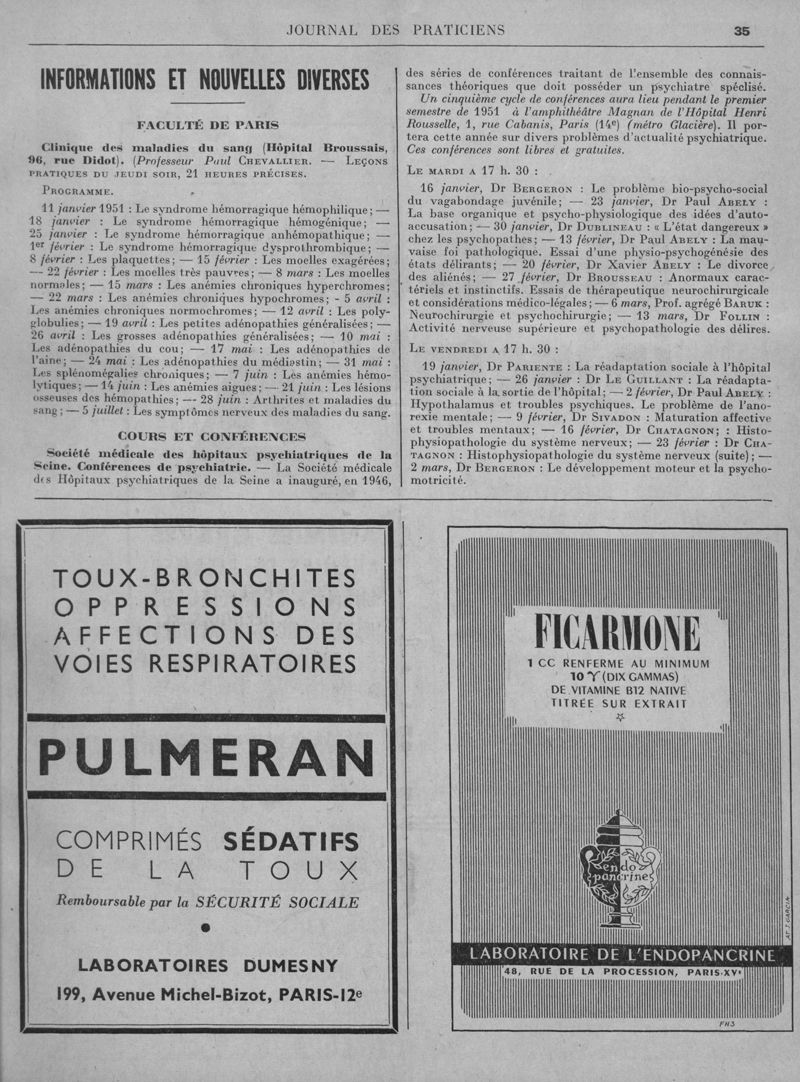 JOURNAL DES PRATICIENS 35
INFORMATIONS ET NOUVELLES DIVERSES
FACULTÉ DE PARIS
Clinique des maladies du sang (Hôpital Broussais,
96, rue Didot). (Professeur Paul CHEVALLIER. — LEÇONS
PRATIQUES DU JEUDI SOIR, 21 HEURES PRÉCISES.
PROGRAMME.
11 janvier 1951 : Le syndrome hémorragique hémophilique; —
18 janvier : Le syndrome hémorragique hémogénique; —
25 janvier : Le syndrome hémorragique anhémopathique; —
1er février : Le syndrome hémorragique dysprothrombique; —
8 février : Les plaquettes; — 15 février : Les moelles exagérées;
— 22 février : Les moelles très pauvres; — 8 mars : Les moelles
normales; — 15 mars : Les anémies chroniques hyperchromes;
— 22 mars : Les anémies chroniques hypochromes; - 5 avril :
Les anémies chroniques normochromes; — 12 avril : Les poly-
globulies; — 19 avril : Les petites adénopathies généralisées; —
26 avril : Les grosses adénopathies généralisées; — 10 mai :
Les adénopathies du cou; — 17 mai : Les adénopathies de
l'aine; — 24 mai : Les adénopathies du médiastin; — 31 mai :
Les splénomégalies chroniques; — 7 juin : Les anémies hémo-
lytiques; — 14 juin : Les anémies aigues; — 21 juin : Les lésions
osseuses des hémopathies; — 28 juin : Arthrites et maladies du
sang; — 5 juillet : Les symptômes nerveux des maladies du sang.
COURS ET CONFÉRENCES
Société médicale des hôpitaux psychiatriques de la
Seine. Conférences de psychiatrie. — La Société médicale
des Hôpitaux psychiatriques de la Seine a inauguré, en 1946,
des séries de conférences traitant de l'ensemble des connais-
sances théoriques que doit posséder un psychiatre spéclisé.
Un cinquième cycle de conférences aura lieu pendant le premier
semestre de 1951 à l'amphithéâtre Magnan de l'Hôpital Henri
Rousselle, 1, rue Cabanis, Paris (14e) (métro Glacière). Il por-
tera cette année sur divers problèmes d'actualité psychiatrique.
Ces conférences sont libres et gratuites.
LE MARDI A 17 h. 30 :
16 janvier, Dr BERGERON : Le problème bio-psycho-social
du vagabondage juvénile; — 23 janvier, Dr Paul ABELY :
La base organique et psycho-physiologique des idées d'auto-
accusation; — 30 janvier, Dr DUBLINEAU : « L'état dangereux »
chez les psychopathes; — 13 février, Dr Paul ABELY : La mau-
vaise foi pathologique. Essai d'une physio-psychogénésie des
états délirants; — 20 février, Dr Xavier ABELY : Le divorce
des aliénés; — 27 février, Dr BROUSSEAU : Anormaux carac-
tériels et instinctifs. Essais de thérapeutique neurochirurgicale
et considérations médico-légales; — 6 mars, Prof. agrégé BARUK :
Neurochirurgie et psychochirurgie; — 13 mars, Dr FOLLIN :
Activité nerveuse supérieure et psychopathologie des délires.
LE VENDREDI A 17 h. 30 :
19 janvier, Dr PARIENTE : La réadaptation sociale à l'hôpital
psychiatrique; — 26 janvier : Dr LE GUILLANT : La réadapta-
tion sociale à la sortie de l'hôpital; — 2 février, Dr Paul ABELY :
Hypothalamus et troubles psychiques. Le problème de l'ano-
rexie mentale; — 9 février, Dr SIVADON : Maturation affective
et troubles mentaux; — 16 février, Dr CHATAGNON; : Histo-
physiopathologie du système nerveux; — 23 février : Dr CHA-
TAGNON : Histophysiopathologie du système nerveux (suite); —
2 mars, Dr BERGERON : Le développement moteur et la psycho-
motricité.
TOUX-BRONCHITES
OPPRESSIONS
AFFECTIONS DES
VOIES RESPIRATOIRES
PULMERAN
COMPRIMÉS SÉDATIFS
DE LA TOUX
Remboursable par la SÉCURITÉ SOCIALE
LABORATOIRES DUMESNY
199, Avenue Michel-Bizot, PARIS-12e
FICARMONE
1 CC RENFERME AU MINIMUM
10 ϒ (DIX GAMMAS)
DE VITAMINE B12 NATIVE
TITRÉE SUR EXTRAIT
endo
pancrines
AT. J. GARCIA
LABORATOIRE DE L'ENDOPANCRINE
48, RUE DE LA PROCESSION, PARIS-XVe
FH3